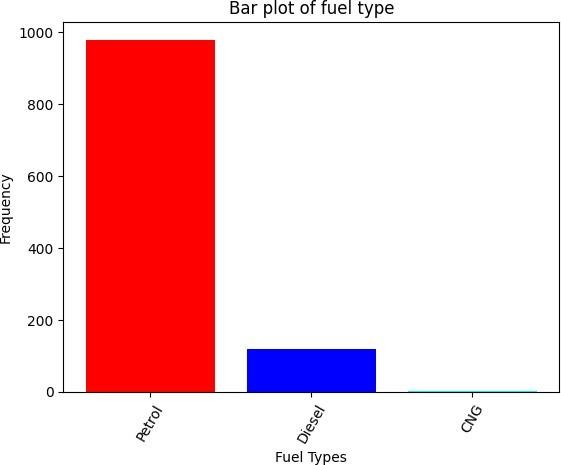 Bar plot of fuel type
Frequency
1000
800
600
400
200
0
Petrol
Diesel
CNG
Fuel Types